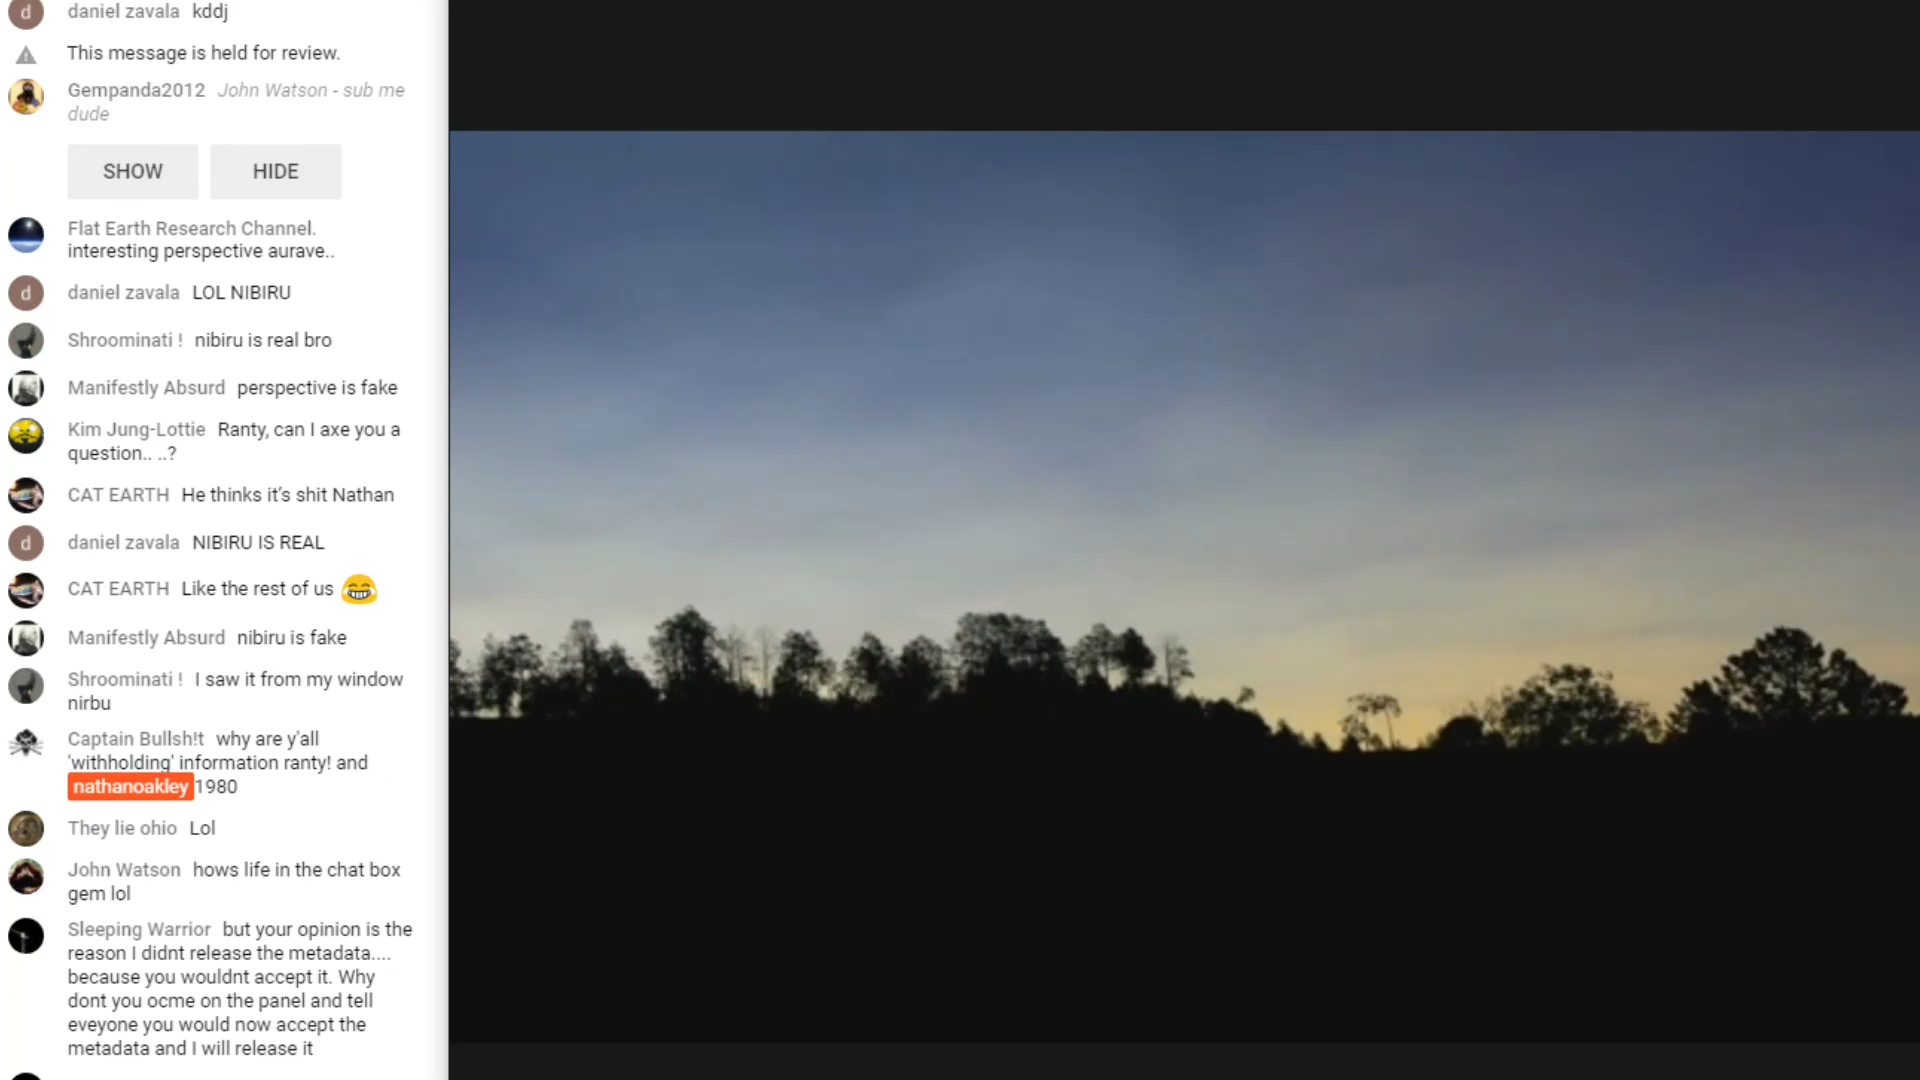 d daniel zavala kddj
This message is held for review.
Gempanda2012 John Watson - sub me
dude
SHOW HIDE
Flat Earth Research Channel.
interesting perspective aurave..
d daniel zavala LOL NIBIRU
Shroominati ! nibiru is real bro
Manifestly Absurd perspective is fake
Kim Jung-Lottie Ranty, can I axe you a
question.. ..?
CAT EARTH He thinks it's shit Nathan
d daniel zavala NIBIRU IS REAL
CAT EARTH Like the rest of us 😂
Manifestly Absurd nibiru is fake
Shroominati ! I saw it from my window
nirbu
Captain Bullsh!t why are y'all
'withholding' information ranty! and
nathanoakley 1980
They lie ohio Lol
John Watson hows life in the chat box
gem lol
Sleeping Warrior but your opinion is the
reason I didnt release the metadata....
because you wouldnt accept it. Why
dont you ocme on the panel and tell
eveyone you would now accept the
metadata and I will release it